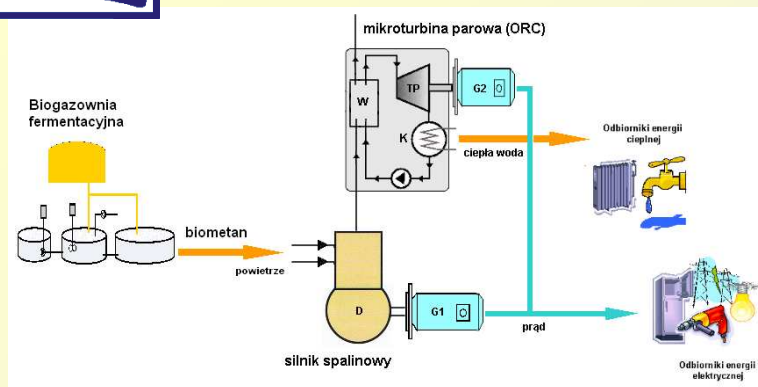 mikroturbina parowa (ORC)
TP
G2
W
K
Biogazownia
fermentacyjna
Odbiorniki energii
cieplnej
ciepła woda
biometan
powietrze
D
G1
prąd
silnik spalinowy
Odbiorniki energii
elektrycznej